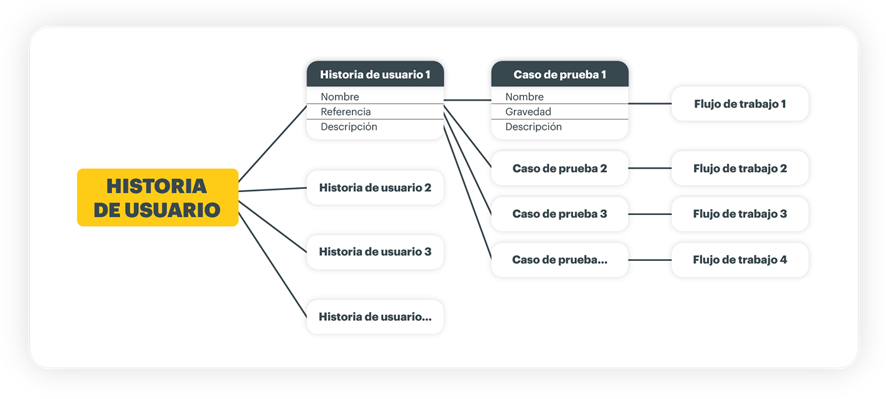 HISTORIA
DE USUARIO
Historia de usuario 1
Nombre
Referencia
Descripción
Historia de usuario 2
Historia de usuario 3
Historia de usuario...
Caso de prueba 1
Nombre
Gravedad
Descripción
Caso de prueba 2
Caso de prueba 3
Caso de prueba...
Flujo de trabajo 1
Flujo de trabajo 2
Flujo de trabajo 3
Flujo de trabajo 4